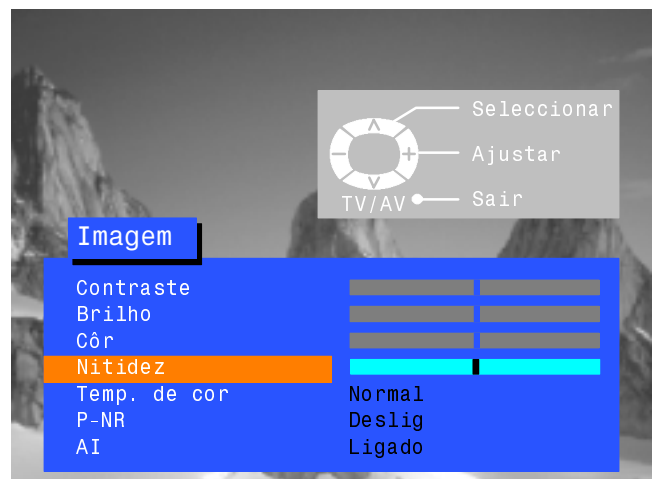 Seleccionar
Ajustar
TV/AV Sair
Imagem
Contraste
Brilho
Côr
Nitidez
Temp. de cor Normal
P-NR Deslig
AI Ligado